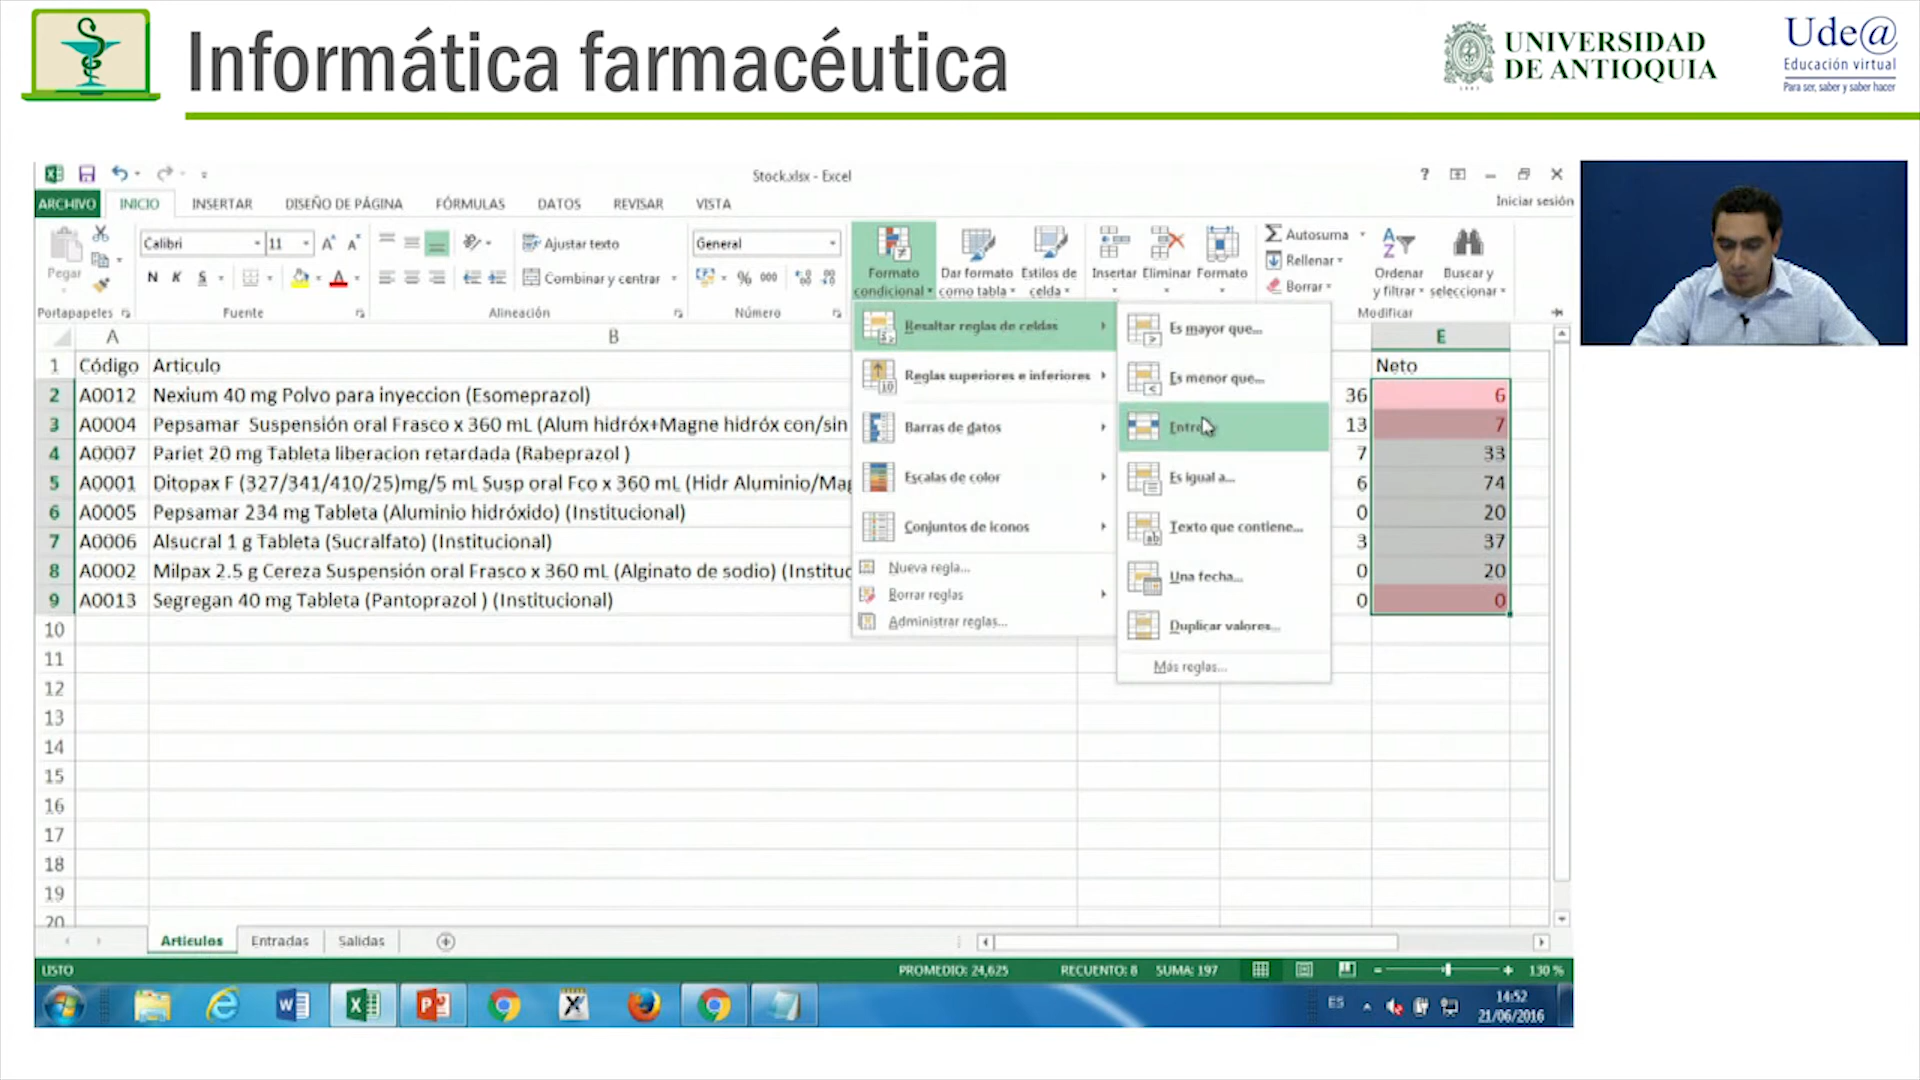 Informática farmacéutica
UNIVERSIDAD
DE ANTIOQUIA
1803
Ude@
Educación virtual
Para ser, saber y saber hacer
Stock.xlsx - Excel
ARCHIVO INICIO INSERTAR DISEÑO DE PÁGINA FÓRMULAS DATOS REVISAR VISTA
Iniciar sesión
Pegar
Calibri 11
N K S
Ajustar texto
Combinar y centrar
General
% 000
Formato condicional
Dar formato como tabla
Estilos de celda
Insertar Eliminar Formato
Autosuma
Rellenar
Borrar
Ordenar y filtrar
Buscar y seleccionar
Portapapeles Fuente Alineación Número Modificar
Resaltar reglas de celdas
Reglas superiores e inferiores
Barras de datos
Escalas de color
Conjuntos de iconos
Nueva regla...
Borrar reglas
Administrar reglas...
Es mayor que...
Es menor que...
Entre
Es igual a...
Texto que contiene...
Una fecha...
Duplicar valores...
Más reglas...
A B E
1 Código Articulo Neto
2 A0012 Nexium 40 mg Polvo para inyeccion (Esomeprazol) 36 6
3 A0004 Pepsamar Suspensión oral Frasco x 360 mL (Alum hidróx+Magne hidróx con/sin 13 7
4 A0007 Pariet 20 mg Tableta liberacion retardada (Rabeprazol ) 7 33
5 A0001 Ditopax F (327/341/410/25)mg/5 mL Susp oral Fco x 360 mL (Hidr Aluminio/Mag 6 74
6 A0005 Pepsamar 234 mg Tableta (Aluminio hidróxido) (Institucional) 0 20
7 A0006 Alsucral 1 g Tableta (Sucralfato) (Institucional) 3 37
8 A0002 Milpax 2.5 g Cereza Suspensión oral Frasco x 360 mL (Alginato de sodio) (Instituc 0 20
9 A0013 Segregan 40 mg Tableta (Pantoprazol ) (Institucional) 0 0
10
11
12
13
14
15
16
17
18
19
20
Articulos Entradas Salidas
LISTO PROMEDIO: 24,625 RECUENTO: 8 SUMA: 197 130 %
ES 14:52
21/06/2016